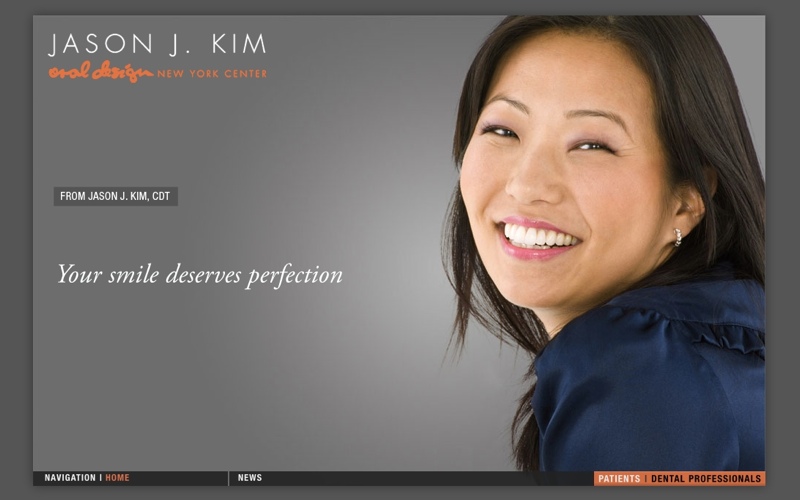 JASON J. KIM
oral design NEW YORK CENTER
FROM JASON J. KIM, CDT
Your smile deserves perfection
NAVIGATION | HOME
NEWS
PATIENTS | DENTAL PROFESSIONALS